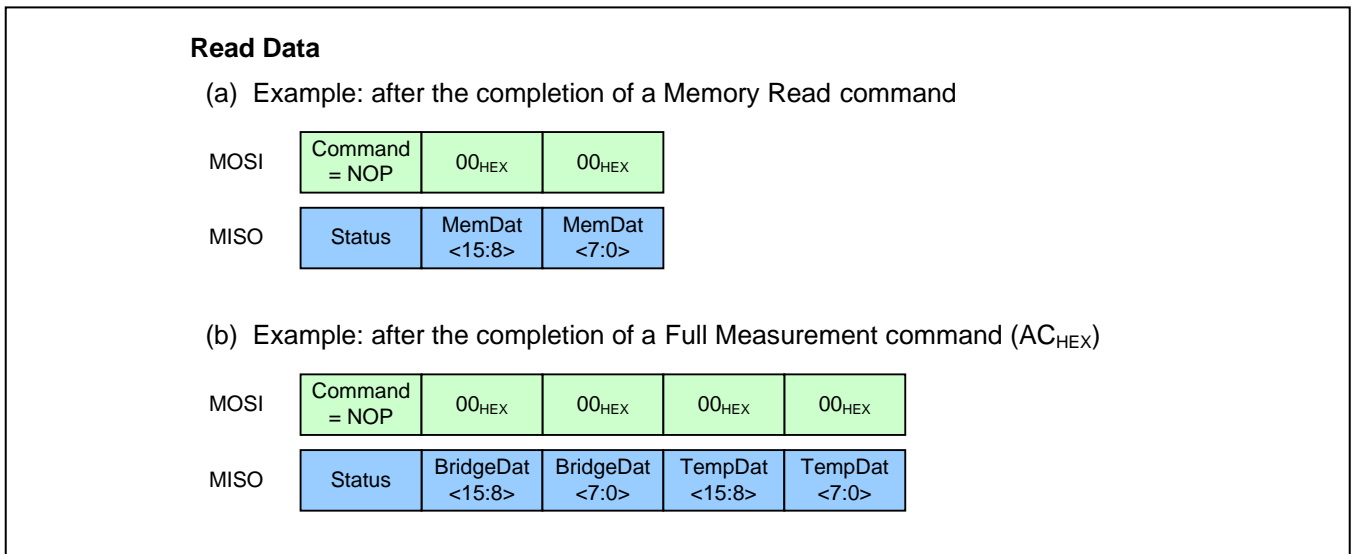 Read Data
(a) Example: after the completion of a Memory Read command
MOSI Command = NOP 00HEX 00HEX
MISO Status MemDat <15:8> MemDat <7:0>
(b) Example: after the completion of a Full Measurement command (ACHEX)
MOSI Command = NOP 00HEX 00HEX 00HEX 00HEX
MISO Status BridgeDat <15:8> BridgeDat <7:0> TempDat <15:8> TempDat <7:0>